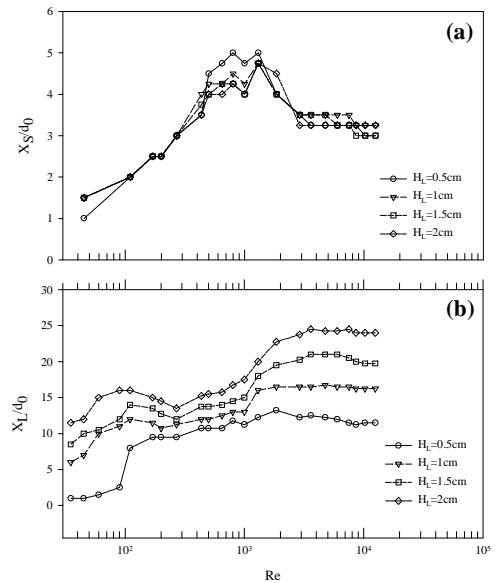 6
(a)
5
4
X_S/d_0
3
2
H_L=0.5cm
H_L=1cm
1
H_L=1.5cm
H_L=2cm
0
30
(b)
25
20
X_L/d_0
15
10
H_L=0.5cm
5
H_L=1cm
H_L=1.5cm
0
H_L=2cm
10^2 10^3 10^4 10^5
Re